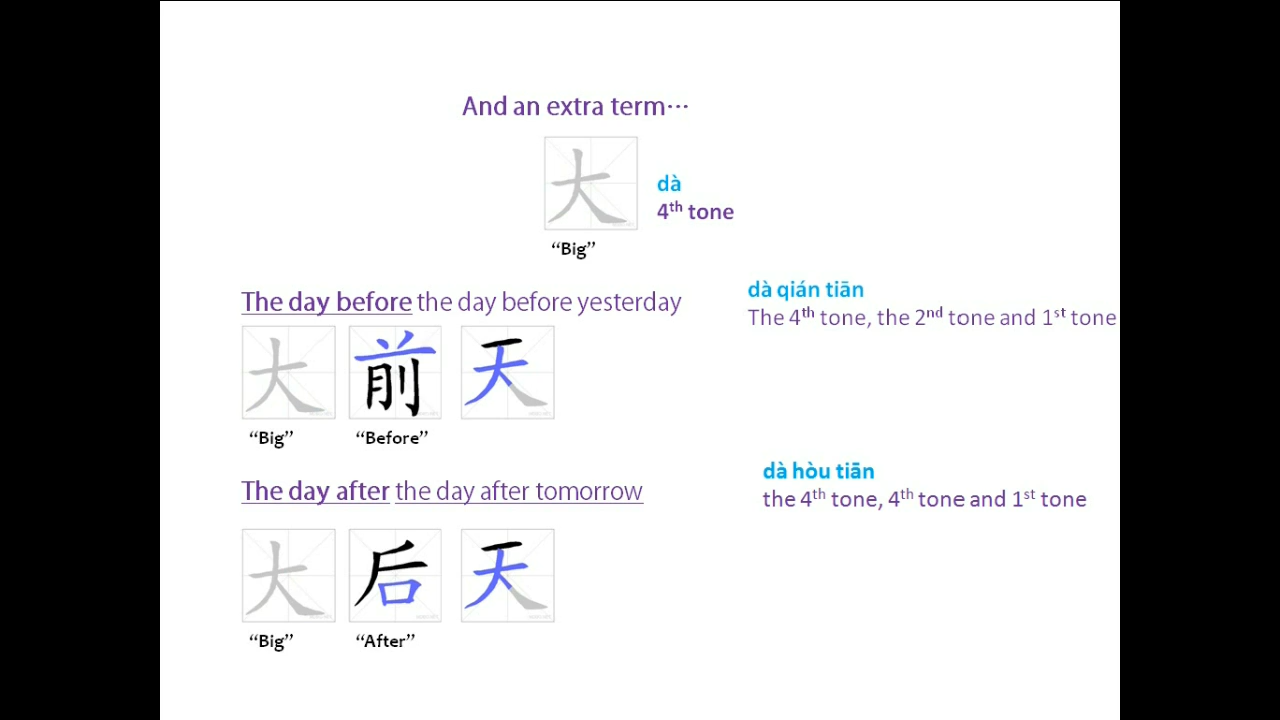 And an extra term…
大
dà
4th tone
“Big”
The day before the day before yesterday
dà qián tiān
The 4th tone, the 2nd tone and 1st tone
大 前 天
“Big” “Before”
The day after the day after tomorrow
dà hòu tiān
the 4th tone, 4th tone and 1st tone
大 后 天
“Big” “After”